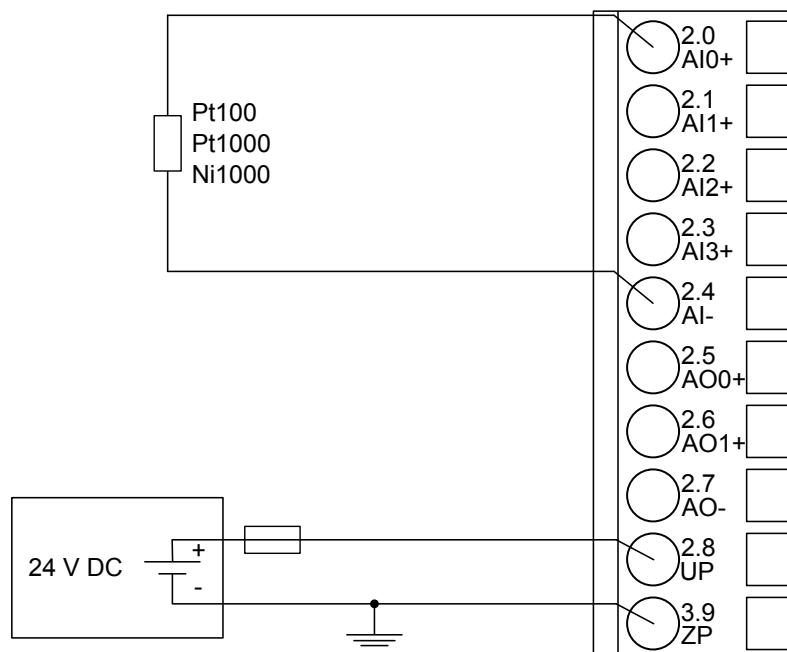 2.0
AI0+
Pt100
Pt1000
Ni1000
2.1
AI1+
2.2
AI2+
2.3
AI3+
2.4
AI-
2.5
AO0+
2.6
AO1+
2.7
AO-
24 V DC
+
-
2.8
UP
3.9
ZP